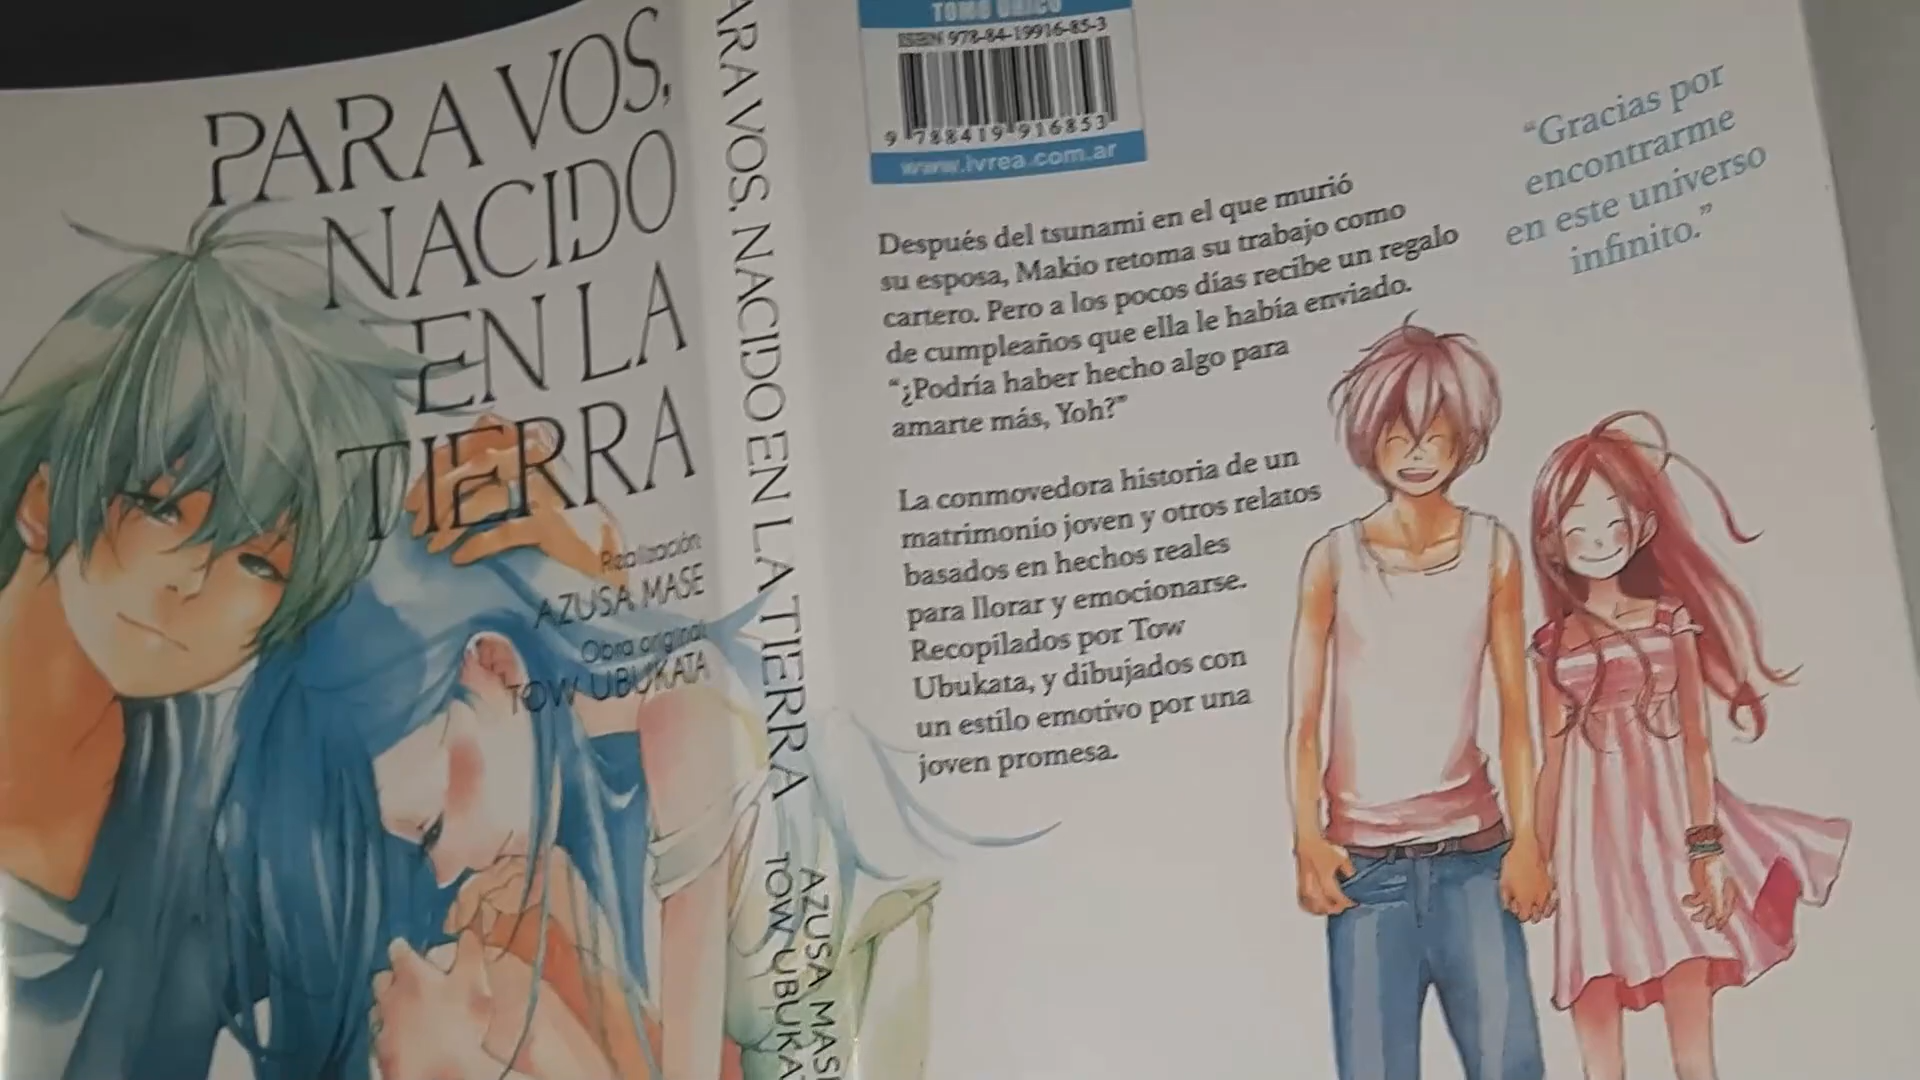 PARA VOS,
NACIDO
EN LA
TIERRA
Realización
AZUSA MASE
Obra original
TOW UBUKATA
ARA VOS, NACIDO EN LA TIERRA
AZUSA MASE
TOW UBUKAT
TOMO ÚNICO
ISBN 978-84-19916-85-3
9 788419 916853
www.ivrea.com.ar
Después del tsunami en el que murió
su esposa, Makio retoma su trabajo como
cartero. Pero a los pocos días recibe un regalo
de cumpleaños que ella le había enviado.
“¿Podría haber hecho algo para
amarte más, Yoh?”
La conmovedora historia de un
matrimonio joven y otros relatos
basados en hechos reales
para llorar y emocionarse.
Recopilados por Tow
Ubukata, y dibujados con
un estilo emotivo por una
joven promesa.
“Gracias por
encontrarme
en este universo
infinito.”